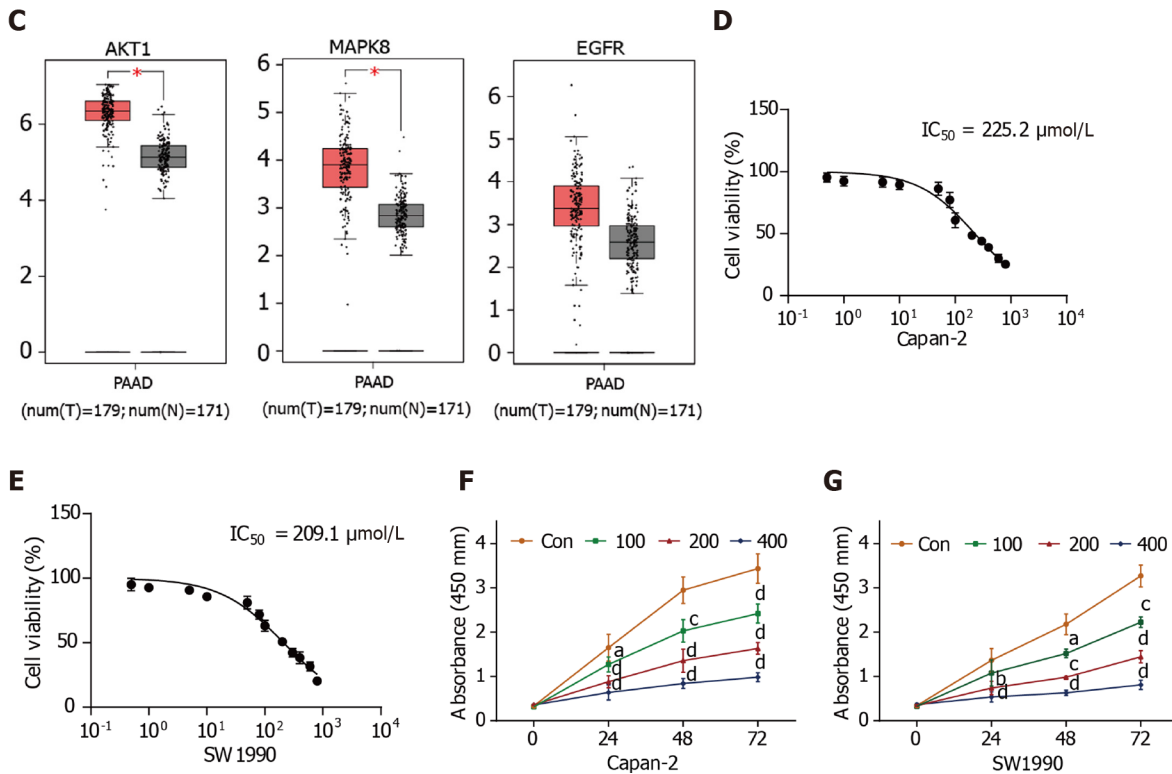 C
AKT1
MAPK8
EGFR
*
*
6
4
2
0
6
5
4
3
2
1
0
6
5
4
3
2
1
0
PAAD
(num(T)=179; num(N)=171)
PAAD
(num(T)=179; num(N)=171)
PAAD
(num(T)=179; num(N)=171)
D
Cell viability (%)
150
100
50
0
IC50 = 225.2 μmol/L
10-1 100 101 102 103 104
Capan-2
E
Cell viability (%)
150
100
50
0
IC50 = 209.1 μmol/L
10-1 100 101 102 103 104
SW1990
F
Absorbance (450 mm)
Con 100 200 400
4
3
2
1
0
a
d
d
c
d
d
d
d
d
0 24 48 72
Capan-2
G
Absorbance (450 mm)
Con 100 200 400
4
3
2
1
0
b
d
a
c
d
c
d
d
0 24 48 72
SW1990